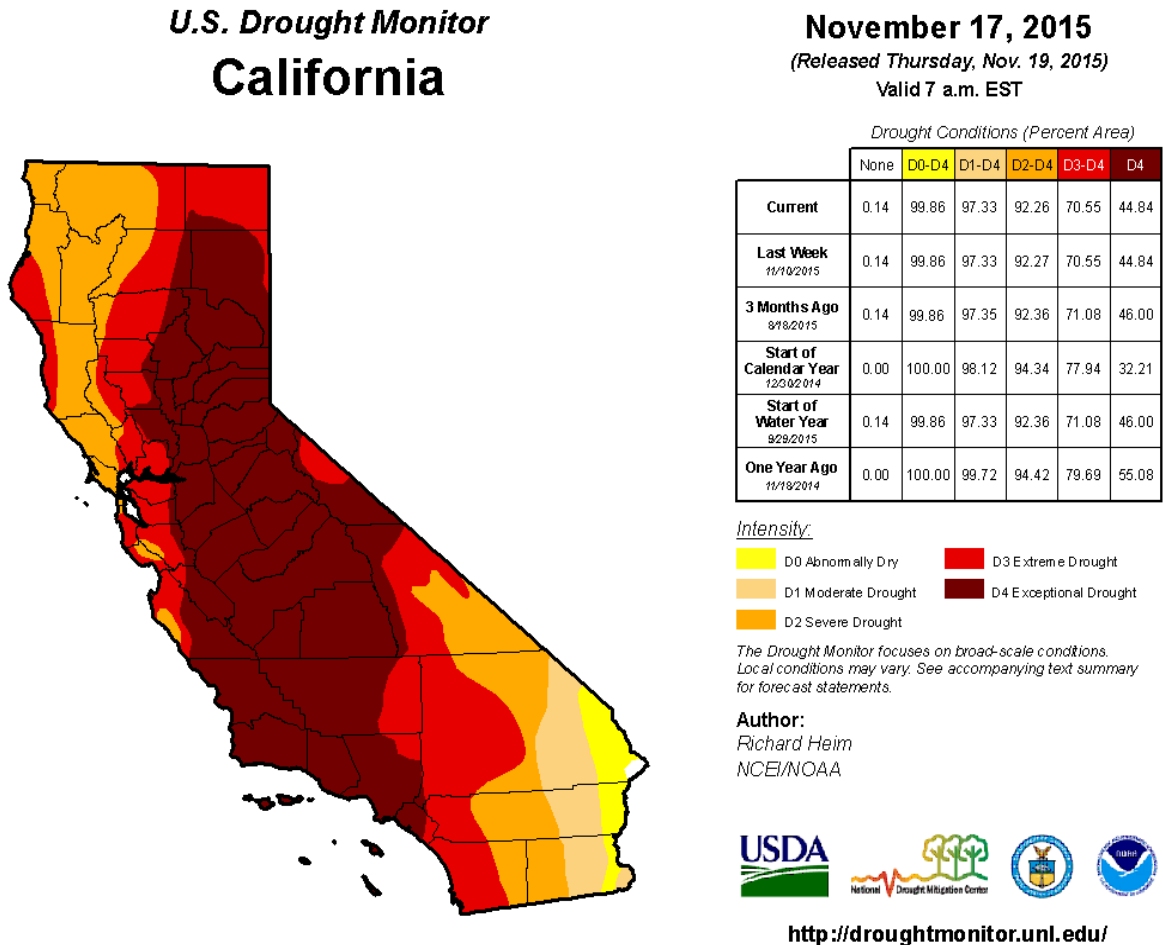 U.S. Drought Monitor
California
November 17, 2015
(Released Thursday, Nov. 19, 2015)
Valid 7 a.m. EST
Drought Conditions (Percent Area)
None D0-D4 D1-D4 D2-D4 D3-D4 D4
Current 0.14 99.86 97.33 92.26 70.55 44.84
Last Week
11/10/2015 0.14 99.86 97.33 92.27 70.55 44.84
3 Months Ago
8/18/2015 0.14 99.86 97.35 92.36 71.08 46.00
Start of
Calendar Year
12/30/2014 0.00 100.00 98.12 94.34 77.94 32.21
Start of
Water Year
9/29/2015 0.14 99.86 97.33 92.36 71.08 46.00
One Year Ago
11/18/2014 0.00 100.00 99.72 94.42 79.69 55.08
Intensity:
D0 Abnormally Dry
D1 Moderate Drought
D2 Severe Drought
D3 Extreme Drought
D4 Exceptional Drought
The Drought Monitor focuses on broad-scale conditions.
Local conditions may vary. See accompanying text summary
for forecast statements.
Author:
Richard Heim
NCEI/NOAA
USDA
National Drought Mitigation Center
NOAA
http://droughtmonitor.unl.edu/